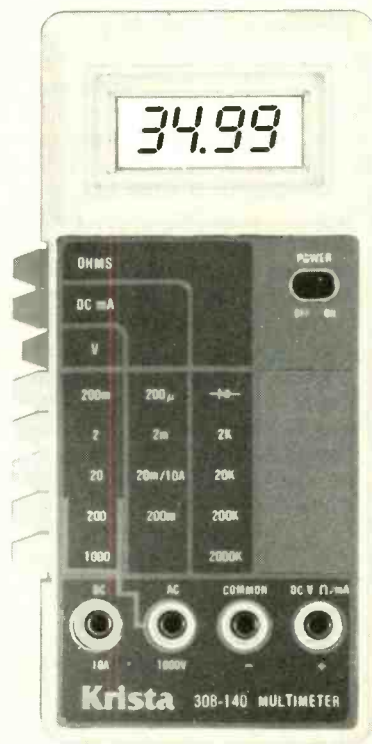 34.99
OHMS
POWER
DC mA
OFF ON
V
200m 200µ
2 2m 2K
20 20m/10A 20K
200 200m 200K
1000 2000K
DC AC COMMON DC V Ω/mA
10A 1000V − +
Krista 308-140 MULTIMETER